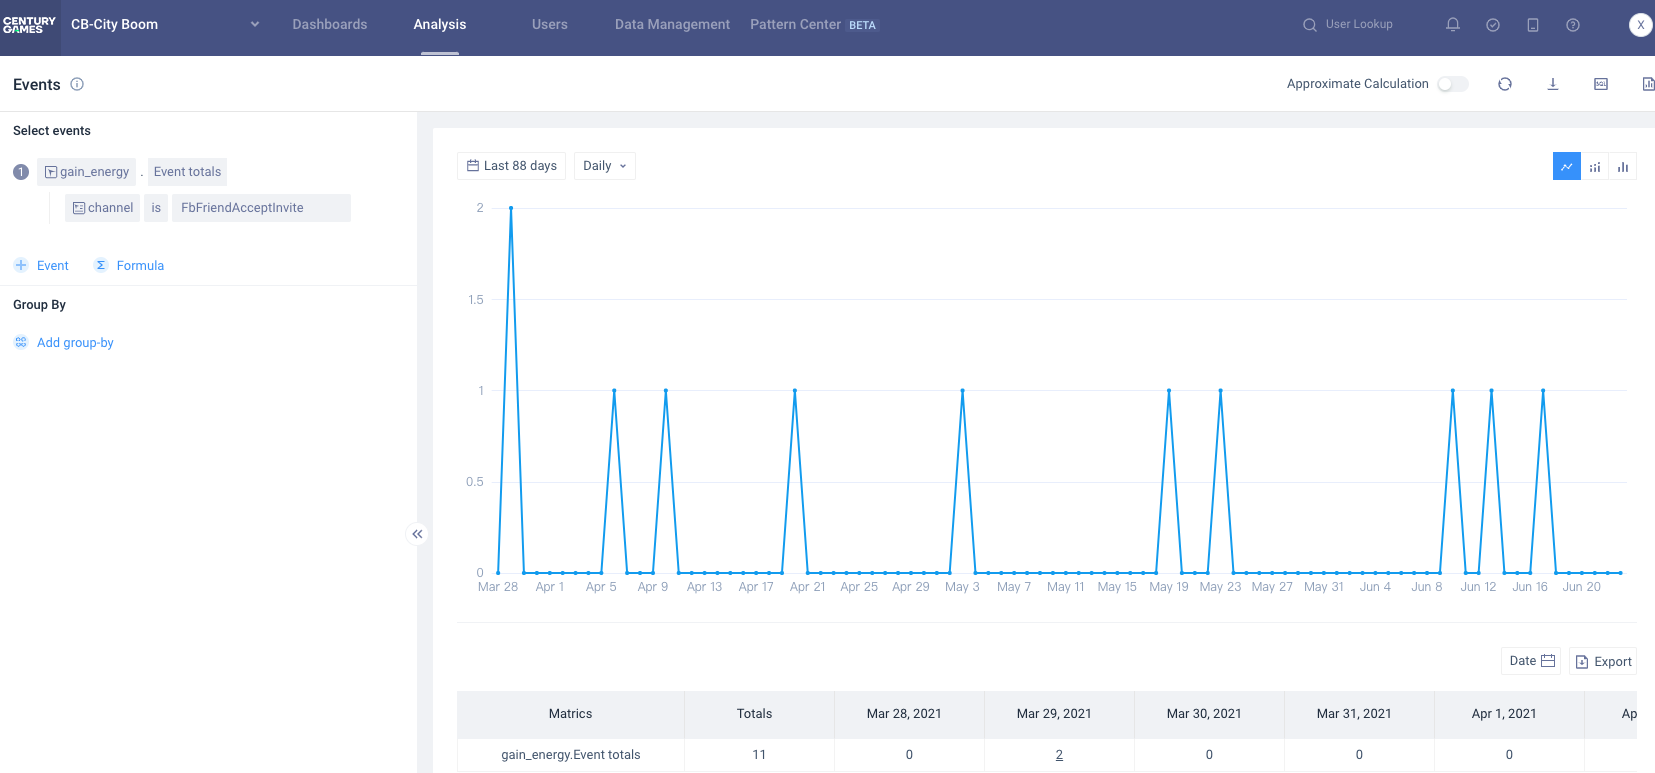 CENTURY GAMES CB-City Boom Dashboards Analysis Users Data Management Pattern Center BETA User Lookup X
Events Approximate Calculation SQL
Select events
1 gain_energy . Event totals
channel is FbFriendAcceptInvite
Event Formula
Group By
Add group-by
Last 88 days Daily
2
1.5
1
0.5
0
Mar 28 Apr 1 Apr 5 Apr 9 Apr 13 Apr 17 Apr 21 Apr 25 Apr 29 May 3 May 7 May 11 May 15 May 19 May 23 May 27 May 31 Jun 4 Jun 8 Jun 12 Jun 16 Jun 20
Date Export
Matrics Totals Mar 28, 2021 Mar 29, 2021 Mar 30, 2021 Mar 31, 2021 Apr 1, 2021 Ap
gain_energy.Event totals 11 0 2 0 0 0